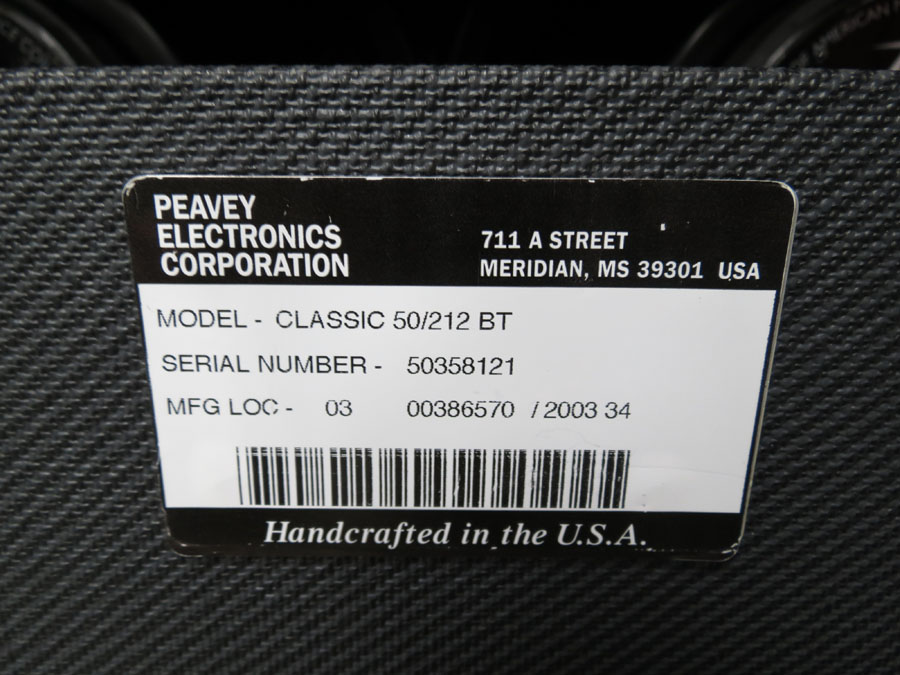 AMERICAN
PEAVEY
ELECTRONICS
CORPORATION
711 A STREET
MERIDIAN, MS 39301 USA
MODEL - CLASSIC 50/212 BT
SERIAL NUMBER - 50358121
MFG LOC - 03 00386570 / 2003 34
Handcrafted in the U.S.A.